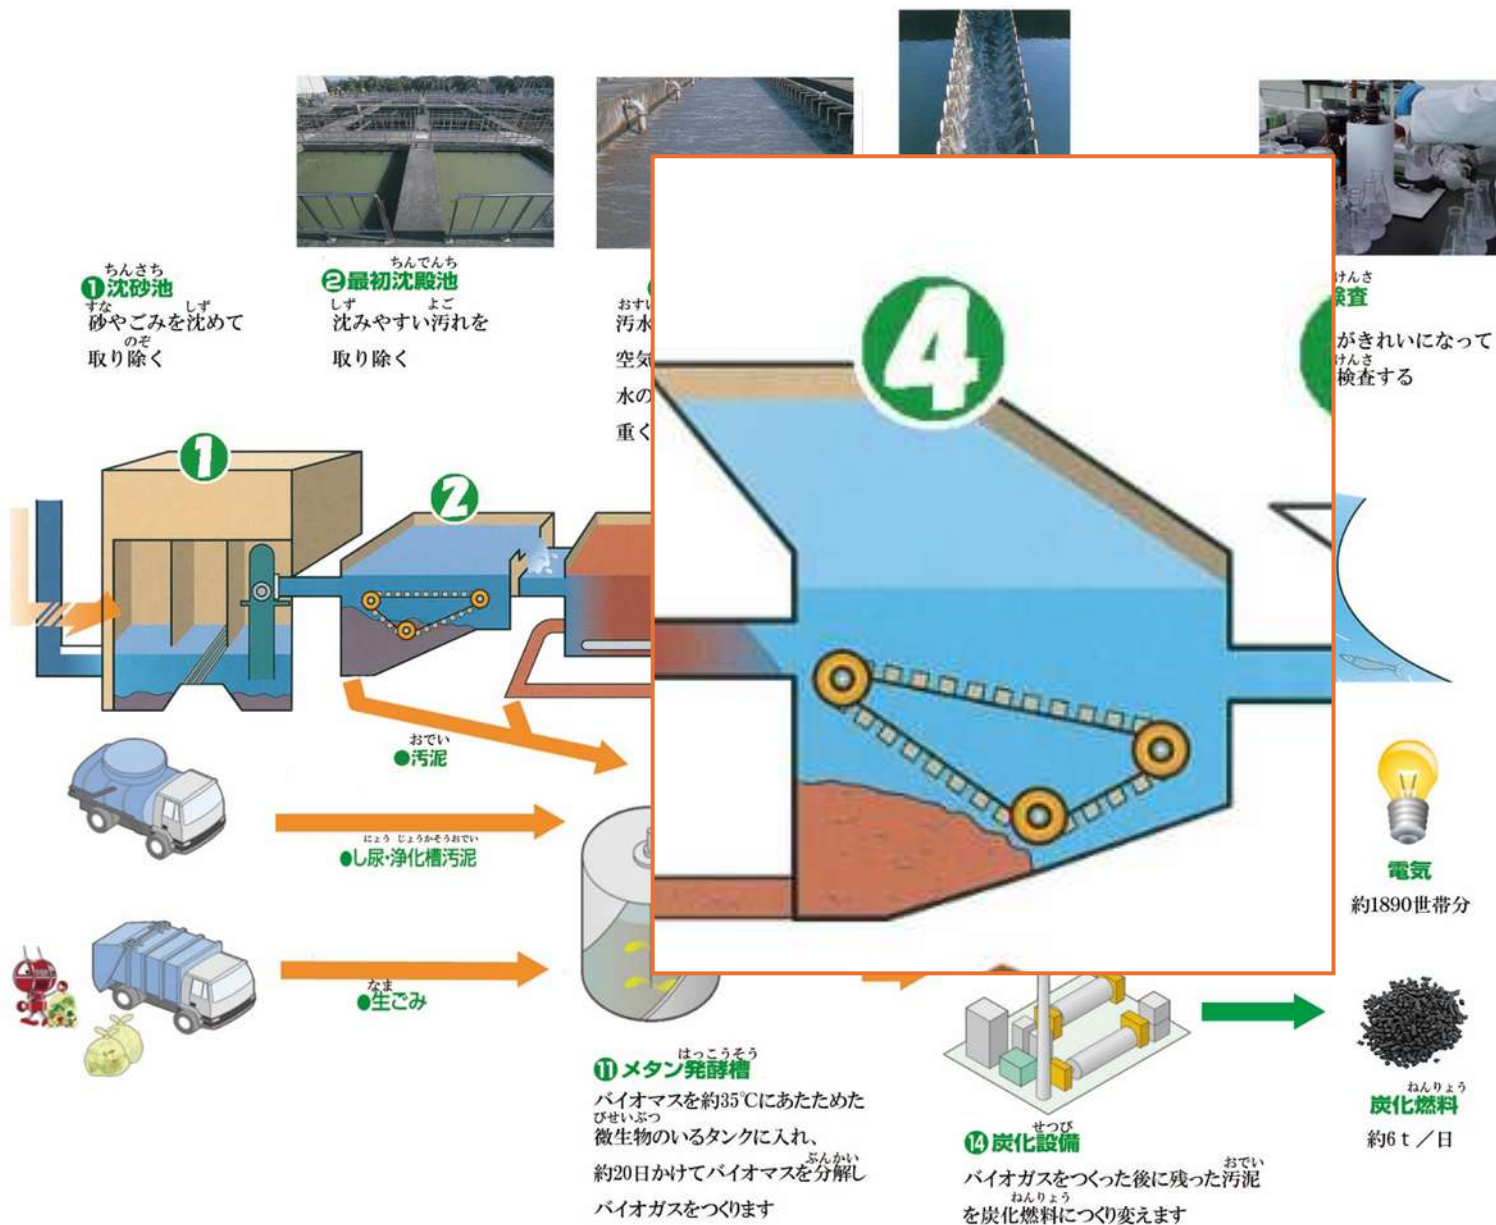 ちんさち
❶沈砂池
すな しず
砂やごみを沈めて
のぞ
取り除く
ちんでんち
❷最初沈殿池
しず よご
沈みやすい汚れを
取り除く
汚水
空気
水の
重く
けんさ
検査
がきれいになって
けんさ
検査する
1
2
4
おでい
●汚泥
にょう じょうかそうおでい
●し尿・浄化槽汚泥
なま
●生ごみ
はっこうそう
⓫メタン発酵槽
バイオマスを約35℃にあたためた
びせいぶつ
微生物のいるタンクに入れ、
ぶんかい
約20日かけてバイオマスを分解し
バイオガスをつくります
せつび
⓮炭化設備
おでい
バイオガスをつくった後に残った汚泥
ねんりょう
を炭化燃料につくり変えます
電気
約1890世帯分
ねんりょう
炭化燃料
約6ｔ／日